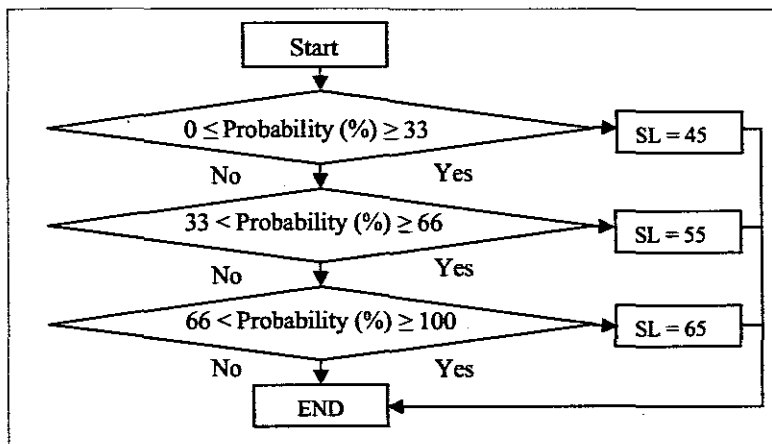 Start
0 ≤ Probability (%) ≥ 33
SL = 45
No
Yes
33 < Probability (%) ≥ 66
SL = 55
No
Yes
66 < Probability (%) ≥ 100
SL = 65
No
Yes
END